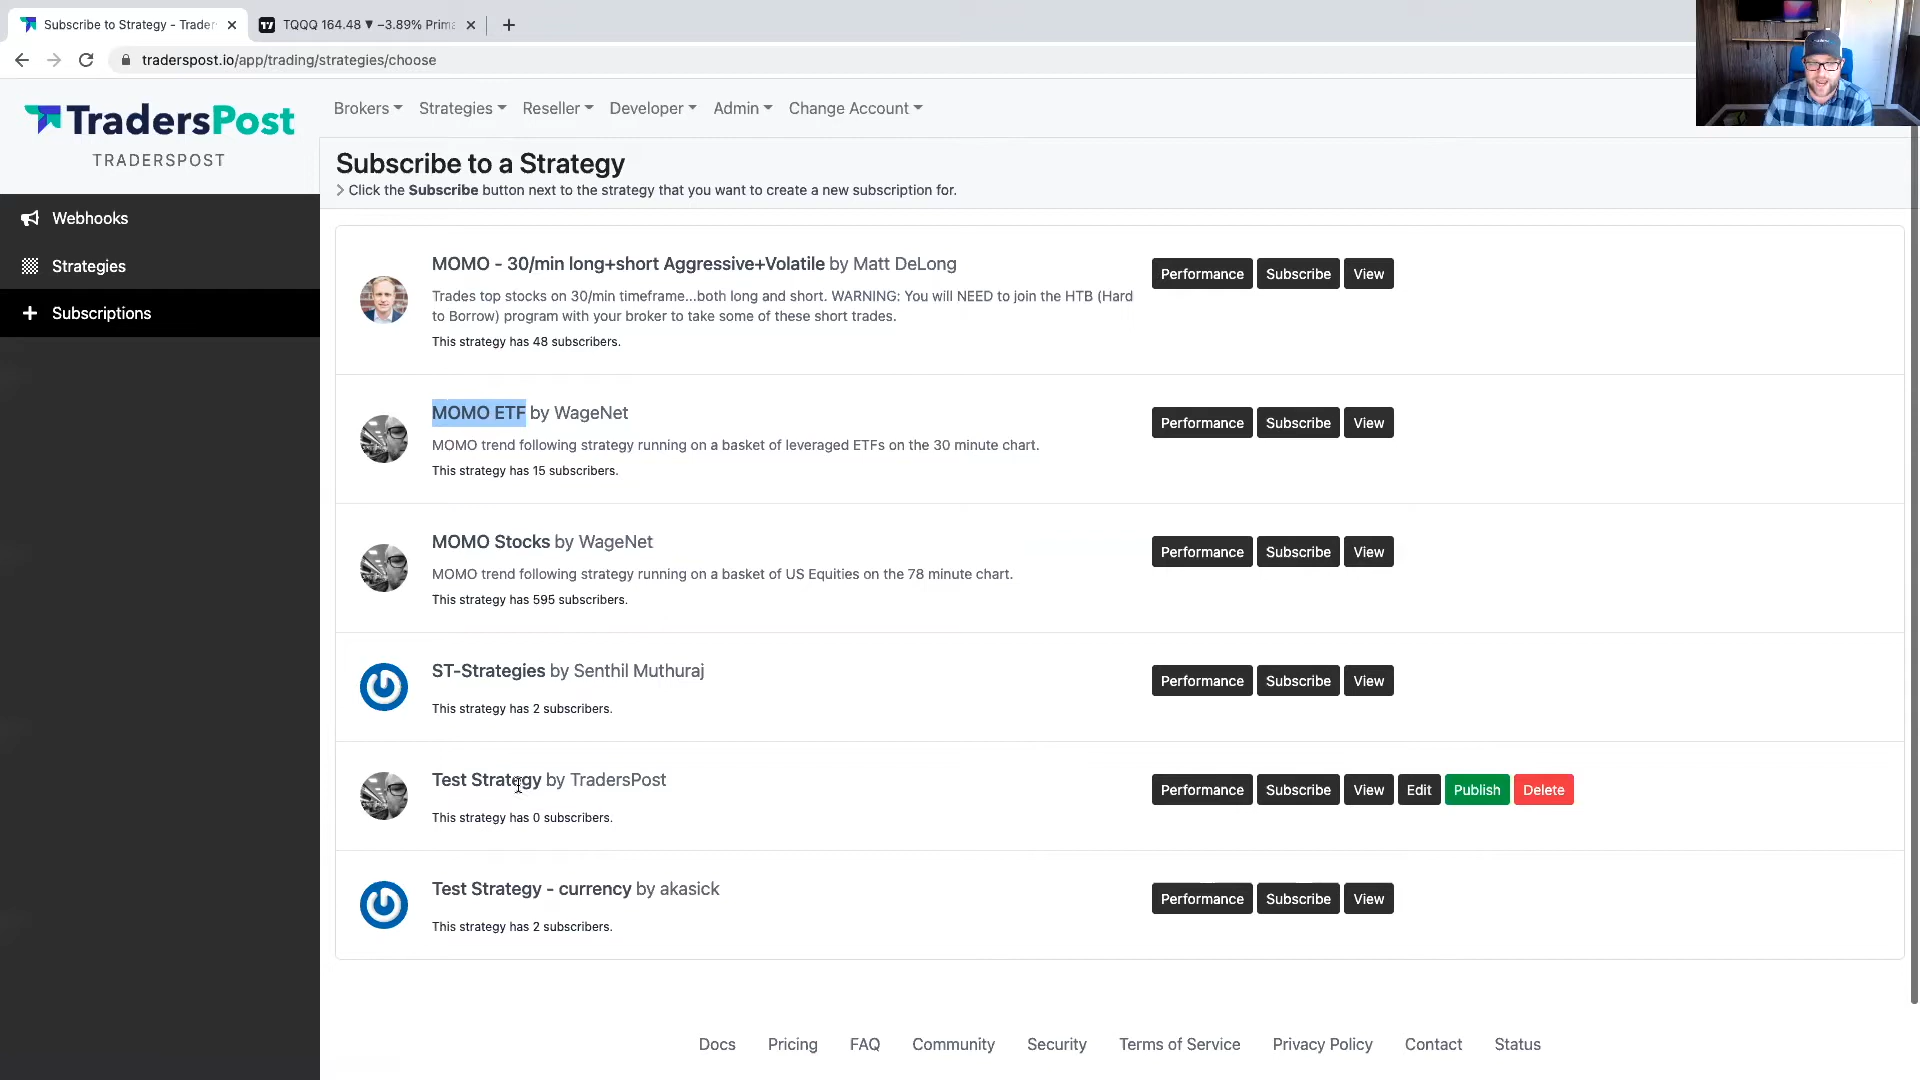 Subscribe to Strategy - Trader
TQQQ 164.48 ▼ −3.89% Prima
traderspost.io/app/trading/strategies/choose
TradersPost
TRADERSPOST
Brokers
Strategies
Reseller
Developer
Admin
Change Account
Webhooks
Strategies
Subscriptions
Subscribe to a Strategy
Click the Subscribe button next to the strategy that you want to create a new subscription for.
MOMO - 30/min long+short Aggressive+Volatile by Matt DeLong
Trades top stocks on 30/min timeframe...both long and short. WARNING: You will NEED to join the HTB (Hard
to Borrow) program with your broker to take some of these short trades.
This strategy has 48 subscribers.
Performance
Subscribe
View
MOMO ETF by WageNet
MOMO trend following strategy running on a basket of leveraged ETFs on the 30 minute chart.
This strategy has 15 subscribers.
Performance
Subscribe
View
MOMO Stocks by WageNet
MOMO trend following strategy running on a basket of US Equities on the 78 minute chart.
This strategy has 595 subscribers.
Performance
Subscribe
View
ST-Strategies by Senthil Muthuraj
This strategy has 2 subscribers.
Performance
Subscribe
View
Test Strategy by TradersPost
This strategy has 0 subscribers.
Performance
Subscribe
View
Edit
Publish
Delete
Test Strategy - currency by akasick
This strategy has 2 subscribers.
Performance
Subscribe
View
Docs
Pricing
FAQ
Community
Security
Terms of Service
Privacy Policy
Contact
Status